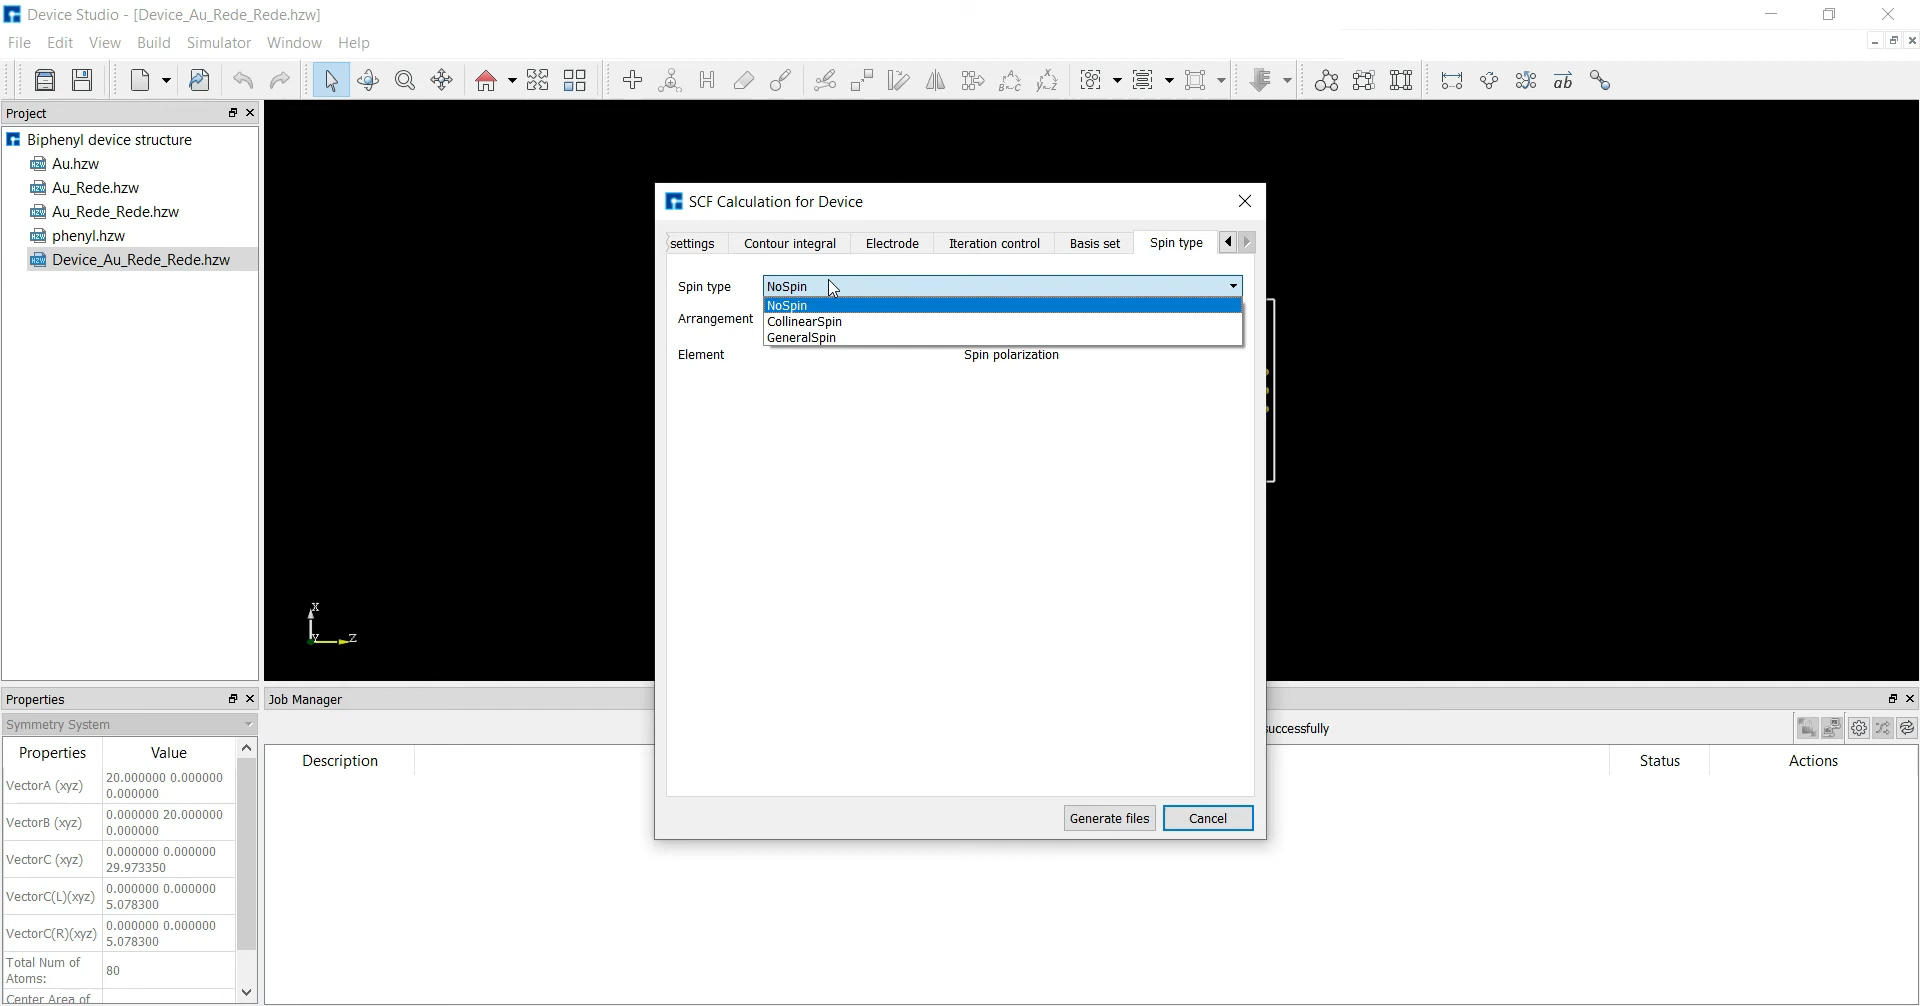 Device Studio - [Device_Au_Rede_Rede.hzw]
File Edit View Build Simulator Window Help
Project
Biphenyl device structure
Au.hzw
Au_Rede.hzw
Au_Rede_Rede.hzw
phenyl.hzw
Device_Au_Rede_Rede.hzw
SCF Calculation for Device
settings Contour integral Electrode Iteration control Basis set Spin type
Spin type NoSpin
NoSpin
Arrangement CollinearSpin
GeneralSpin
Element Spin polarization
x
y z
Generate files Cancel
Properties
Symmetry System
Properties Value
VectorA (xyz) 20.000000 0.000000
0.000000
VectorB (xyz) 0.000000 20.000000
0.000000
VectorC (xyz) 0.000000 0.000000
29.973350
VectorC(L)(xyz) 0.000000 0.000000
5.078300
VectorC(R)(xyz) 0.000000 0.000000
5.078300
Total Num of
Atoms: 80
Center Area of
Job Manager
successfully
Description Status Actions